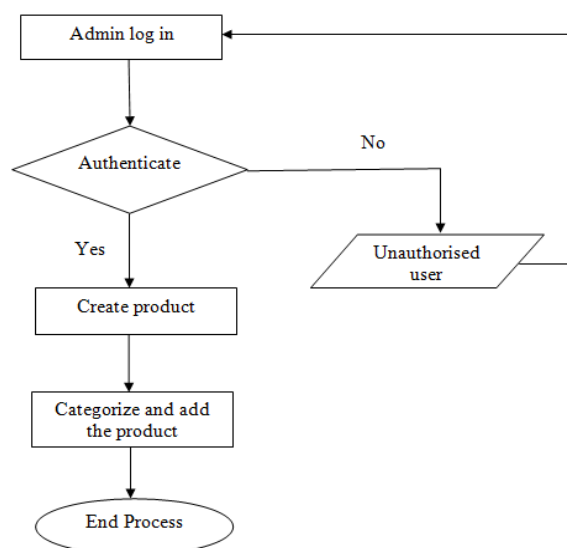 Admin log in
Authenticate
No
Yes
Unauthorised
user
Create product
Categorize and add
the product
End Process